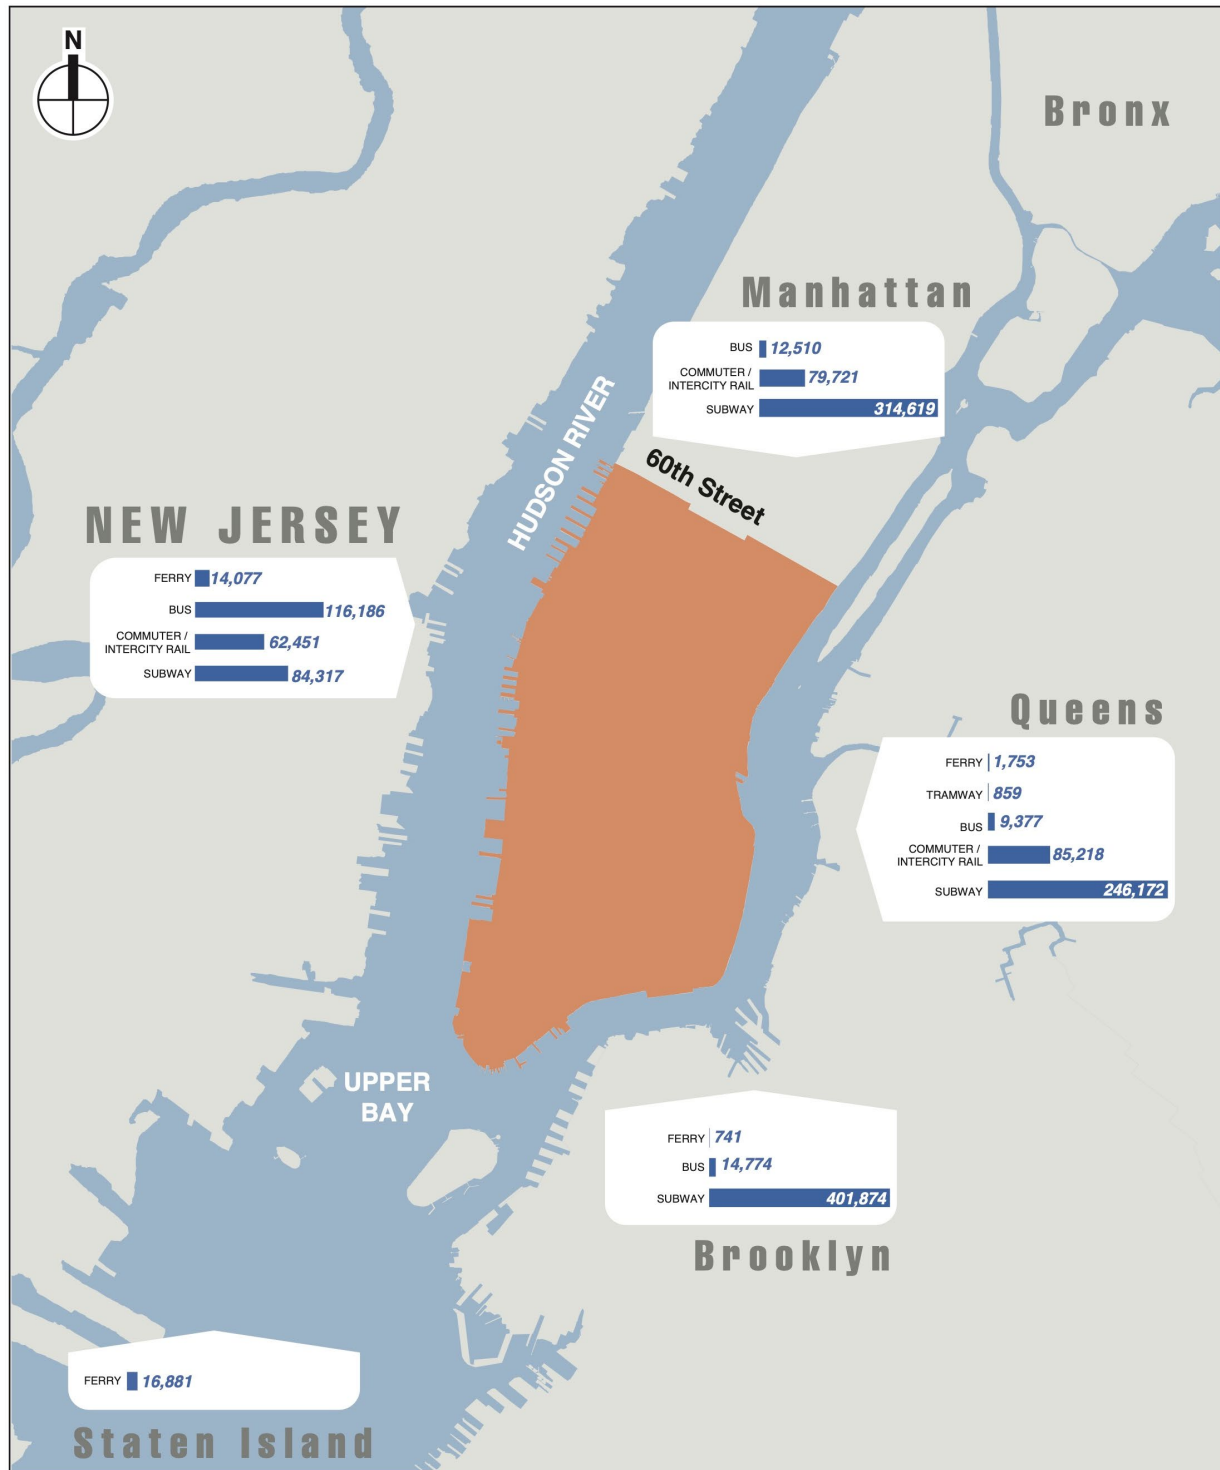 N
Bronx
Manhattan
BUS 12,510
COMMUTER /
INTERCITY RAIL 79,721
SUBWAY 314,619
HUDSON RIVER
60th Street
NEW JERSEY
FERRY 14,077
BUS 116,186
COMMUTER /
INTERCITY RAIL 62,451
SUBWAY 84,317
Queens
FERRY 1,753
TRAMWAY 859
BUS 9,377
COMMUTER /
INTERCITY RAIL 85,218
SUBWAY 246,172
UPPER
BAY
FERRY 741
BUS 14,774
SUBWAY 401,874
Brooklyn
FERRY 16,881
Staten Island